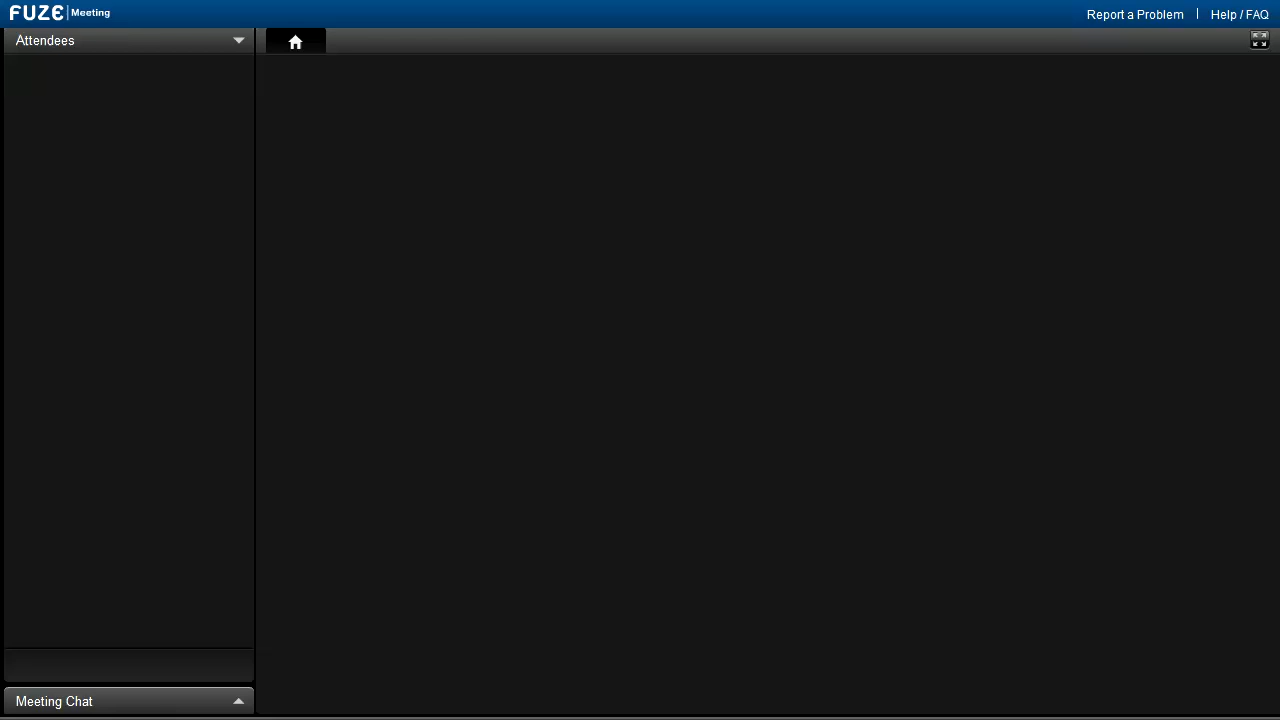 FUZE Meeting
Report a Problem
Help / FAQ
Attendees
Meeting Chat